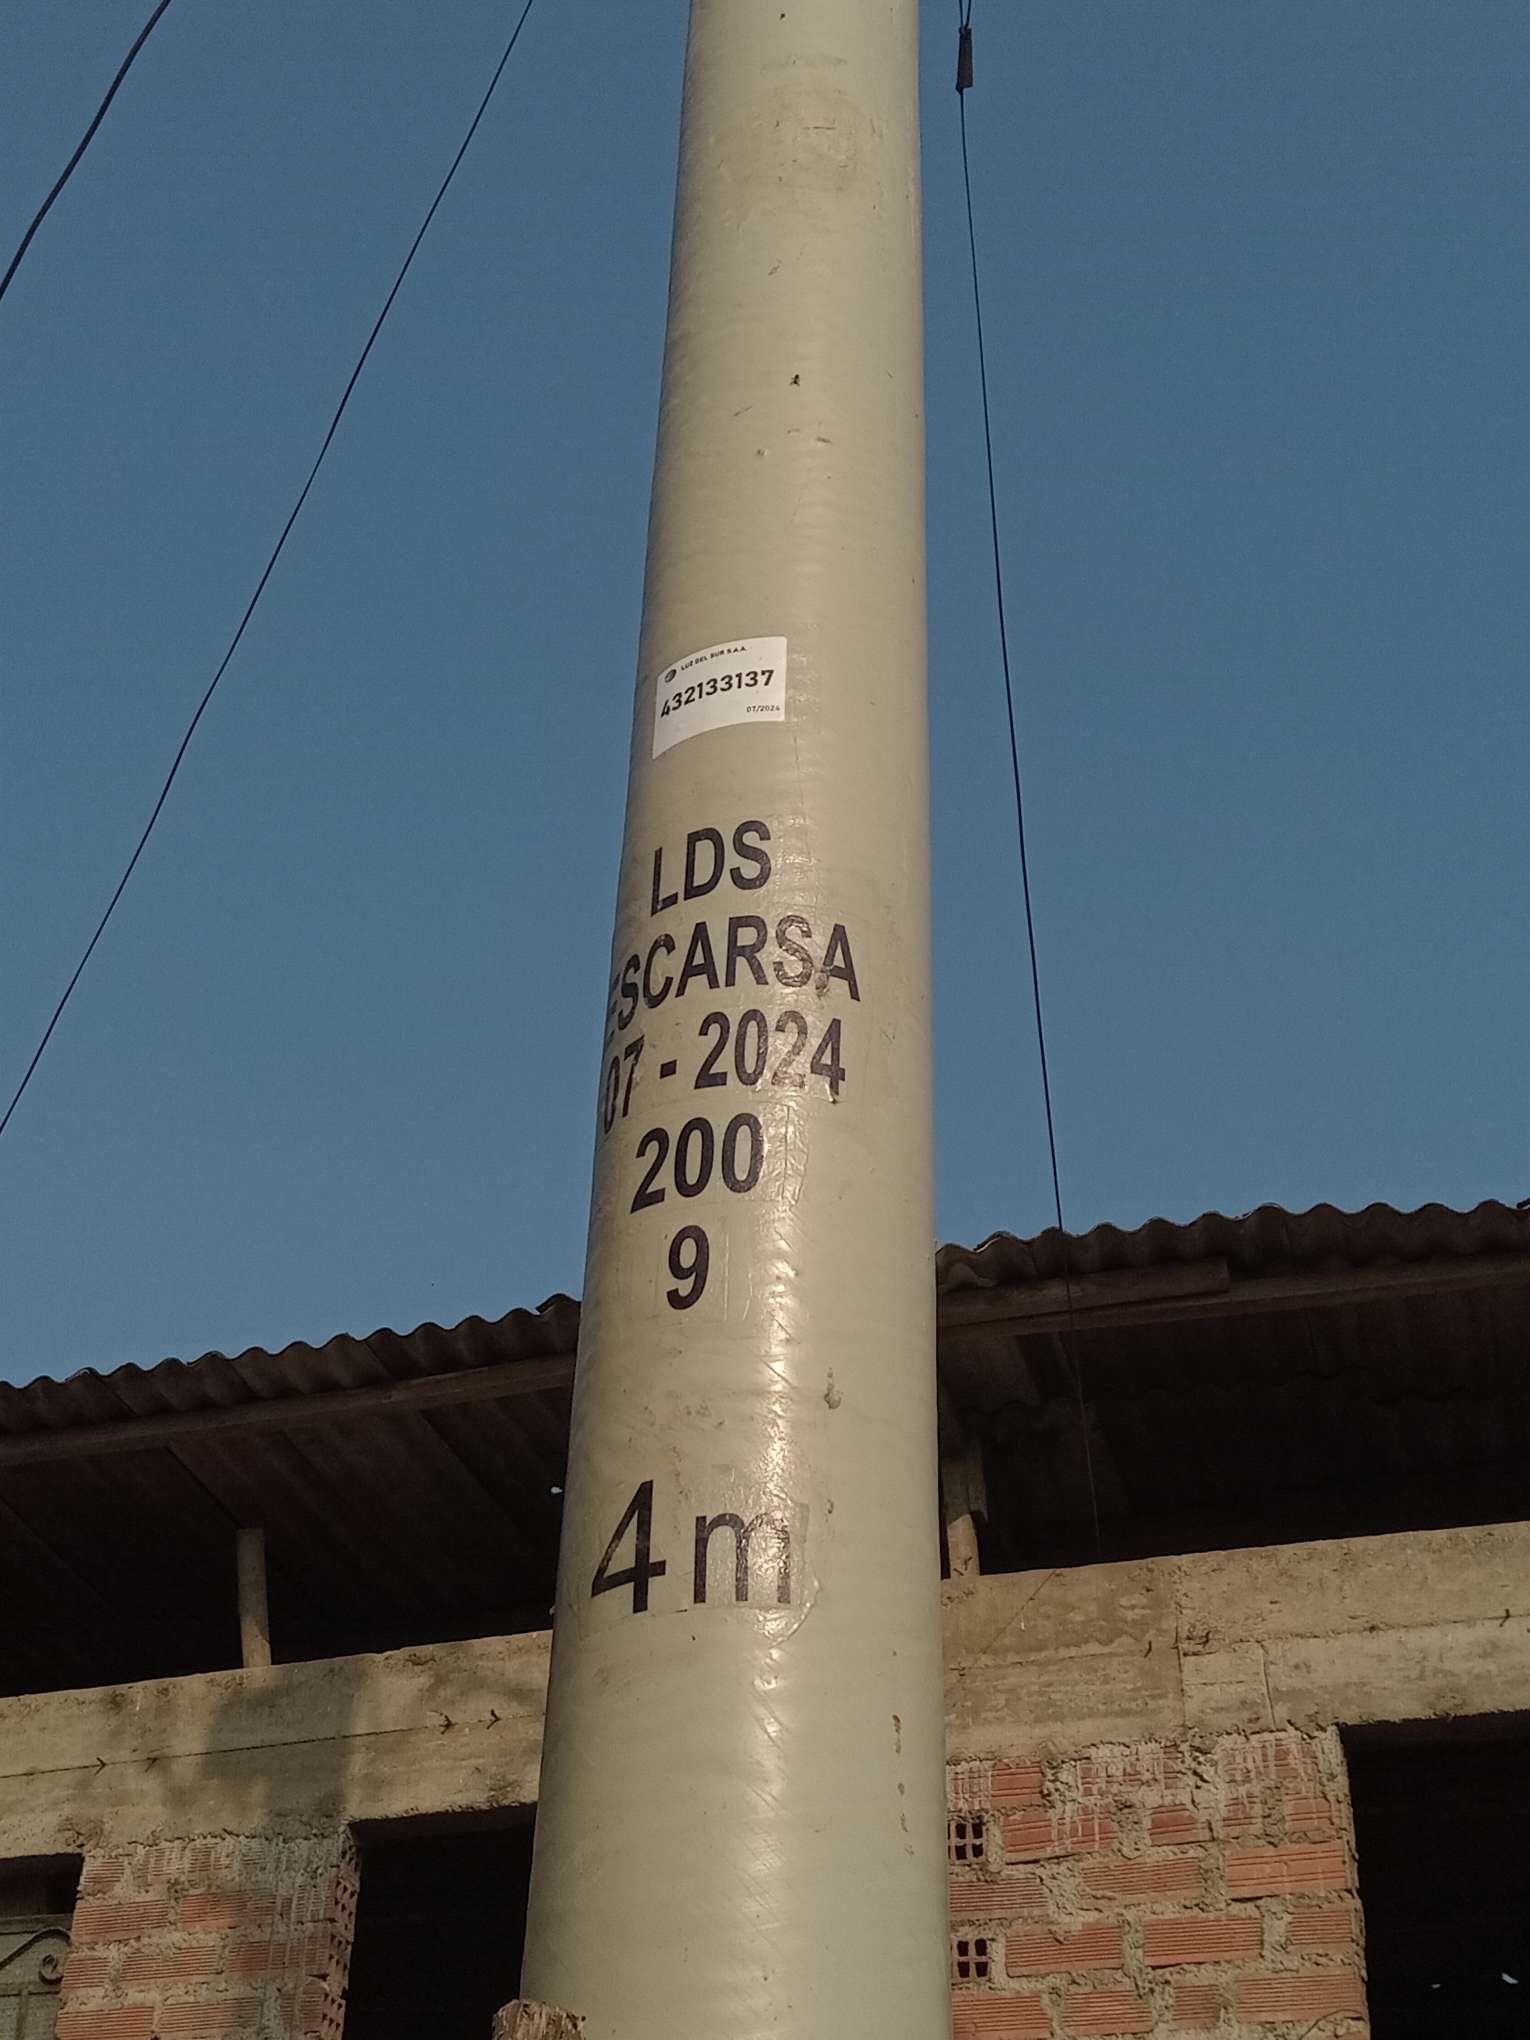 LUZ DEL SUR S.A.A.
432133137
07/2024
LDS
ESCARSA
07 - 2024
200
9
4m